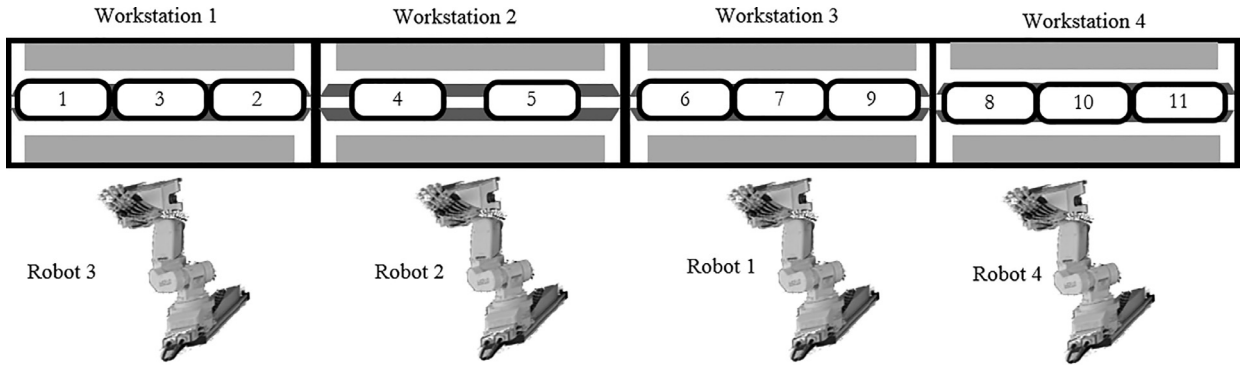 Workstation 1 Workstation 2 Workstation 3 Workstation 4
1 3 2 4 5 6 7 9 8 10 11
Robot 3 Robot 2 Robot 1 Robot 4